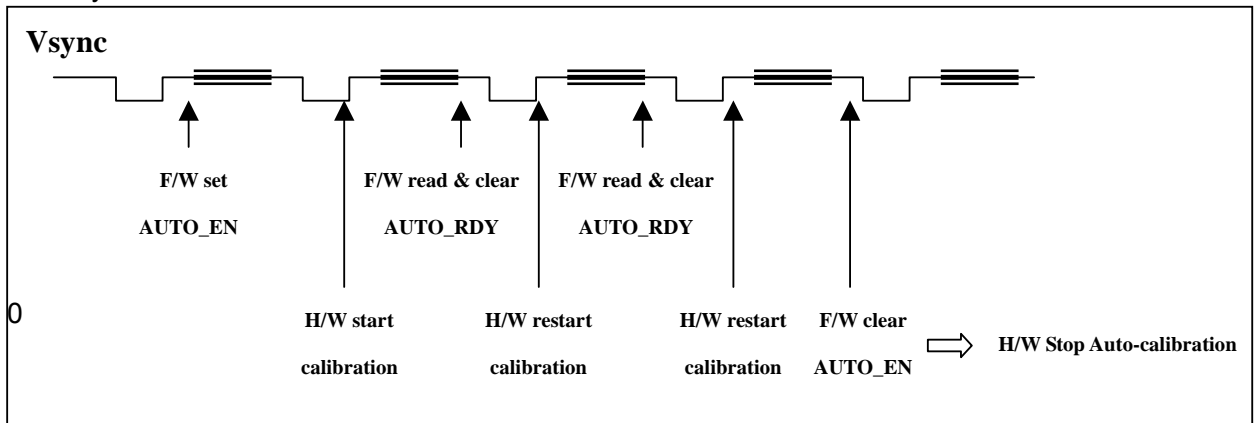 Vsync
F/W set
AUTO_EN
F/W read & clear
AUTO_RDY
F/W read & clear
AUTO_RDY
0
H/W start
calibration
H/W restart
calibration
H/W restart
calibration
F/W clear
AUTO_EN
H/W Stop Auto-calibration